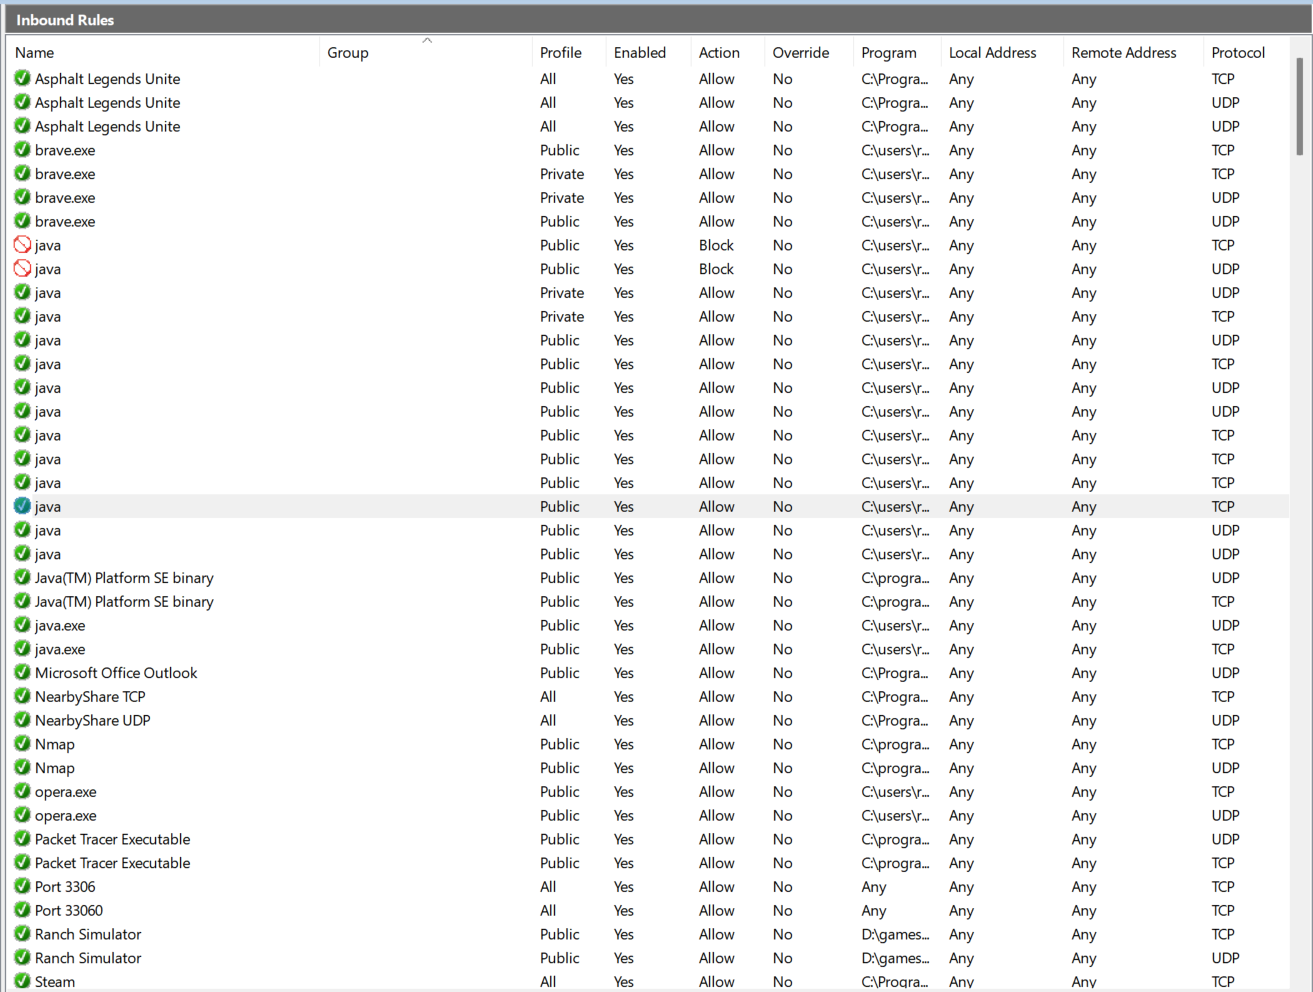 Inbound Rules
Name Group Profile Enabled Action Override Program Local Address Remote Address Protocol
Asphalt Legends Unite All Yes Allow No C:\Progra... Any Any TCP
Asphalt Legends Unite All Yes Allow No C:\Progra... Any Any UDP
Asphalt Legends Unite All Yes Allow No C:\Progra... Any Any UDP
brave.exe Public Yes Allow No C:\users\r... Any Any TCP
brave.exe Private Yes Allow No C:\users\r... Any Any TCP
brave.exe Private Yes Allow No C:\users\r... Any Any UDP
brave.exe Public Yes Allow No C:\users\r... Any Any UDP
java Public Yes Block No C:\users\r... Any Any TCP
java Public Yes Block No C:\users\r... Any Any UDP
java Private Yes Allow No C:\users\r... Any Any UDP
java Private Yes Allow No C:\users\r... Any Any TCP
java Public Yes Allow No C:\users\r... Any Any UDP
java Public Yes Allow No C:\users\r... Any Any TCP
java Public Yes Allow No C:\users\r... Any Any UDP
java Public Yes Allow No C:\users\r... Any Any UDP
java Public Yes Allow No C:\users\r... Any Any TCP
java Public Yes Allow No C:\users\r... Any Any TCP
java Public Yes Allow No C:\users\r... Any Any TCP
java Public Yes Allow No C:\users\r... Any Any TCP
java Public Yes Allow No C:\users\r... Any Any UDP
java Public Yes Allow No C:\users\r... Any Any UDP
Java(TM) Platform SE binary Public Yes Allow No C:\progra... Any Any UDP
Java(TM) Platform SE binary Public Yes Allow No C:\progra... Any Any TCP
java.exe Public Yes Allow No C:\users\r... Any Any UDP
java.exe Public Yes Allow No C:\users\r... Any Any TCP
Microsoft Office Outlook Public Yes Allow No C:\Progra... Any Any UDP
NearbyShare TCP All Yes Allow No C:\Progra... Any Any TCP
NearbyShare UDP All Yes Allow No C:\Progra... Any Any UDP
Nmap Public Yes Allow No C:\progra... Any Any TCP
Nmap Public Yes Allow No C:\progra... Any Any UDP
opera.exe Public Yes Allow No C:\users\r... Any Any TCP
opera.exe Public Yes Allow No C:\users\r... Any Any UDP
Packet Tracer Executable Public Yes Allow No C:\progra... Any Any UDP
Packet Tracer Executable Public Yes Allow No C:\progra... Any Any TCP
Port 3306 All Yes Allow No Any Any Any TCP
Port 33060 All Yes Allow No Any Any Any TCP
Ranch Simulator Public Yes Allow No D:\games... Any Any TCP
Ranch Simulator Public Yes Allow No D:\games... Any Any UDP
Steam All Yes Allow No C:\Progra... Any Any TCP